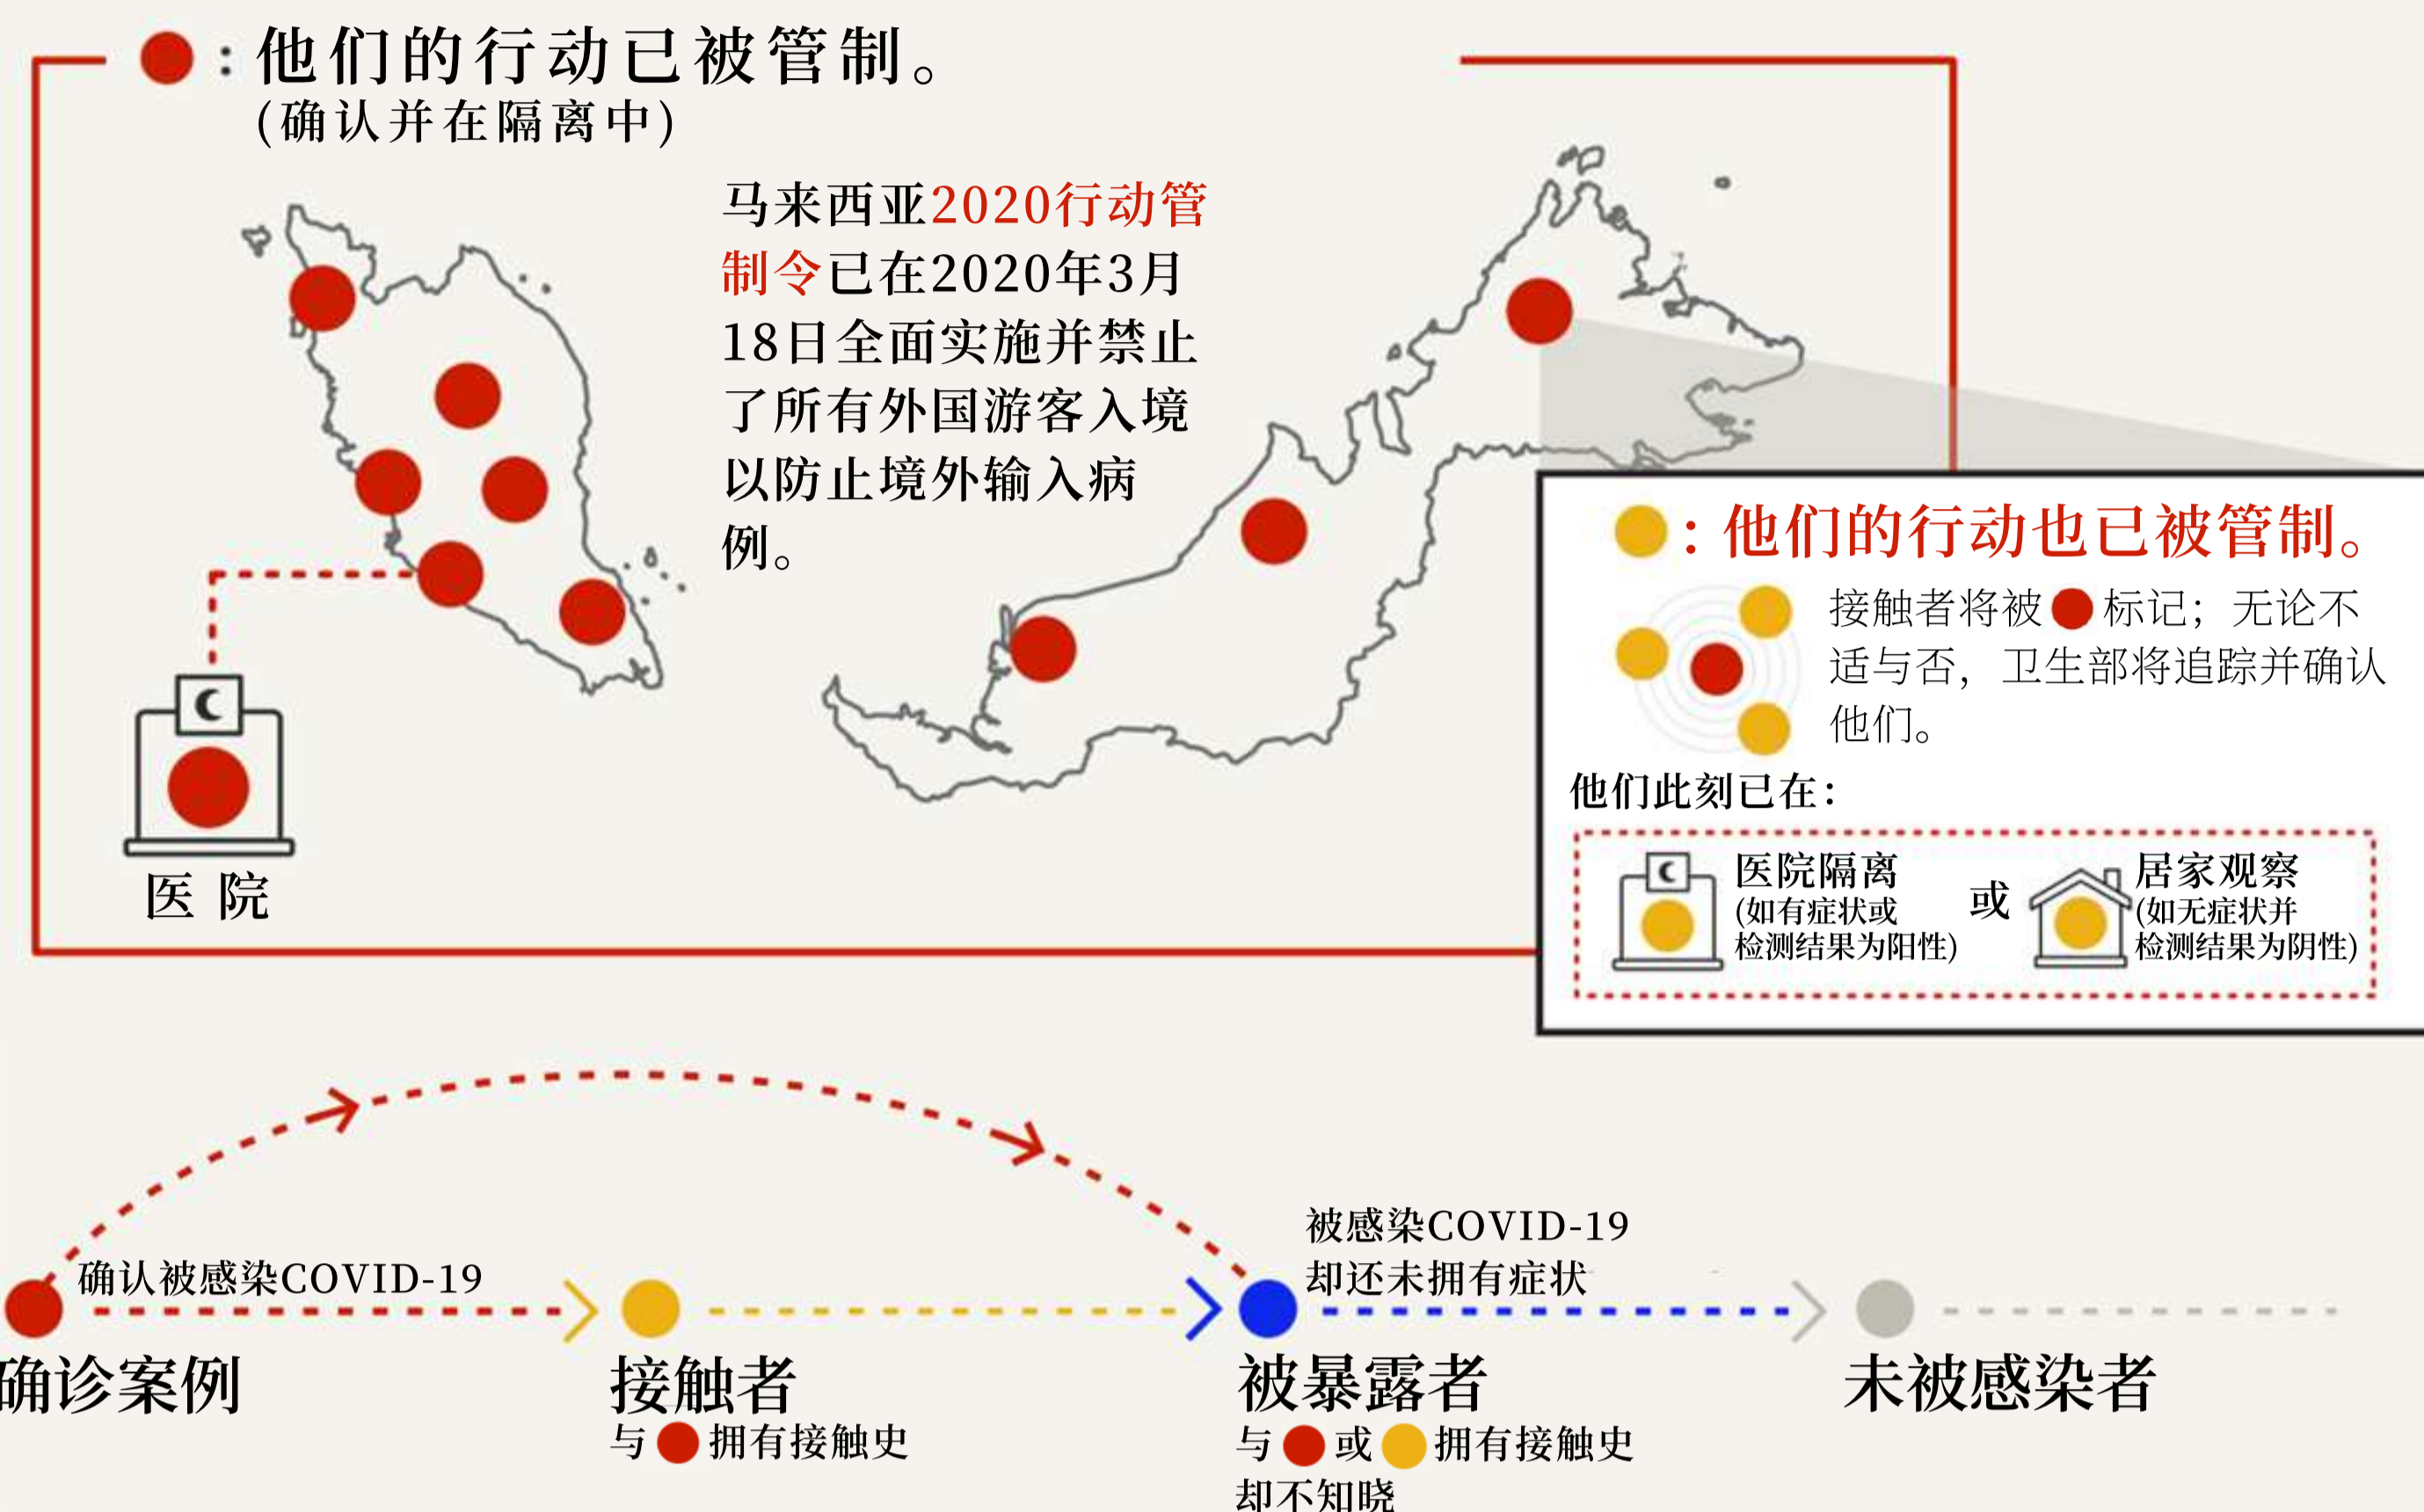 ：他们的行动已被管制。
(确认并在隔离中)
马来西亚2020行动管
制令已在2020年3月
18日全面实施并禁止
了所有外国游客入境
以防止境外输入病
例。
医院
：他们的行动也已被管制。
接触者将被 标记；无论不
适与否，卫生部将追踪并确认
他们。
他们此刻已在：
医院隔离
(如有症状或
检测结果为阳性)
或
居家观察
(如无症状并
检测结果为阴性)
确认被感染COVID-19
被感染COVID-19
却还未拥有症状
确诊案例
接触者
与 拥有接触史
被暴露者
与 或 拥有接触史
却不知晓
未被感染者